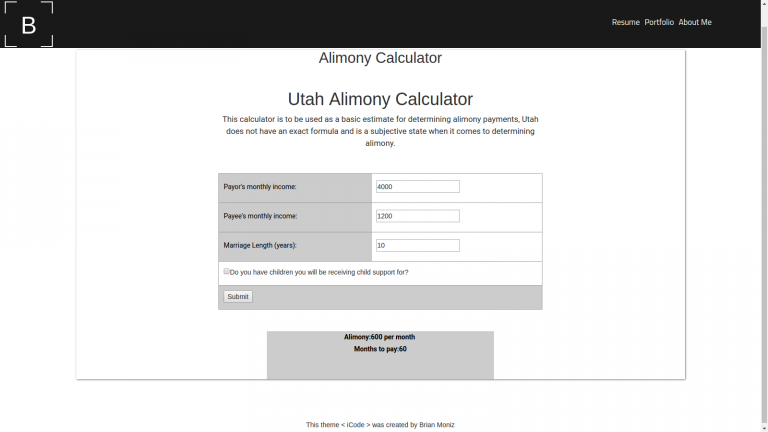 B
Resume Portfolio About Me
Alimony Calculator
Utah Alimony Calculator
This calculator is to be used as a basic estimate for determining alimony payments, Utah
does not have an exact formula and is a subjective state when it comes to determining
alimony.
Payor's monthly income: 4000
Payee's monthly income: 1200
Marriage Length (years): 10
Do you have children you will be receiving child support for?
Submit
Alimony:600 per month
Months to pay:60
This theme < iCode > was created by Brian Moniz